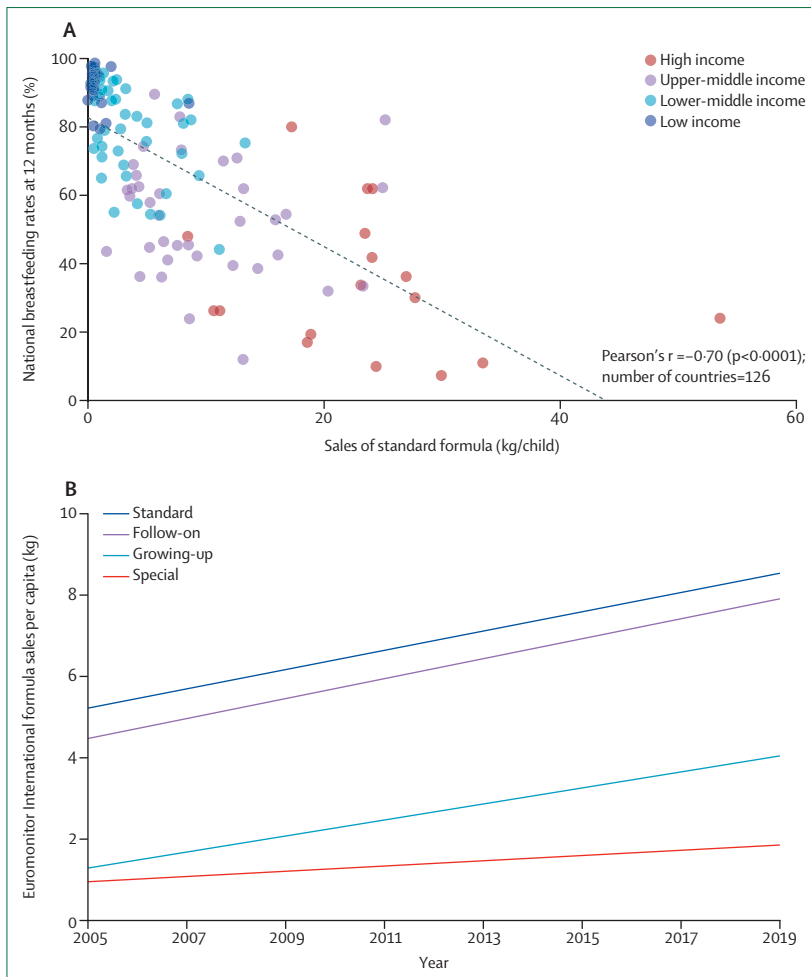 A
100
80
60
40
20
0
National breastfeeding rates at 12 months (%)
High income
Upper-middle income
Lower-middle income
Low income
Pearson's r =–0·70 (p<0·0001);
number of countries=126
0
20
40
60
Sales of standard formula (kg/child)
B
10
8
6
4
2
0
Euromonitor International formula sales per capita (kg)
Standard
Follow-on
Growing-up
Special
2005
2007
2009
2011
2013
2015
2017
2019
Year